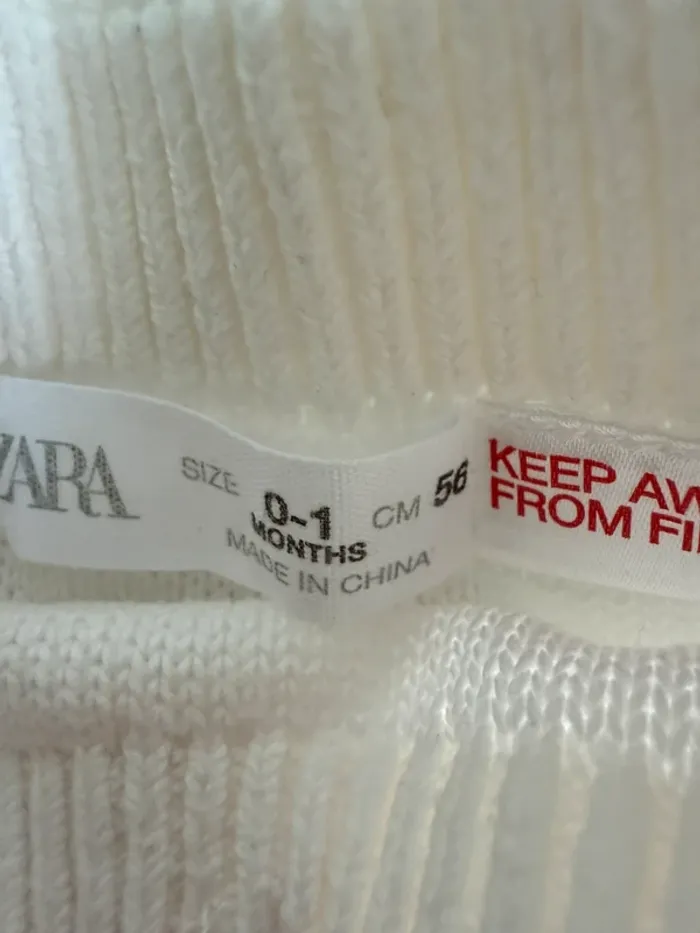 ZARA
SIZE 0-1 MONTHS CM 56
MADE IN CHINA
KEEP AW
FROM FI